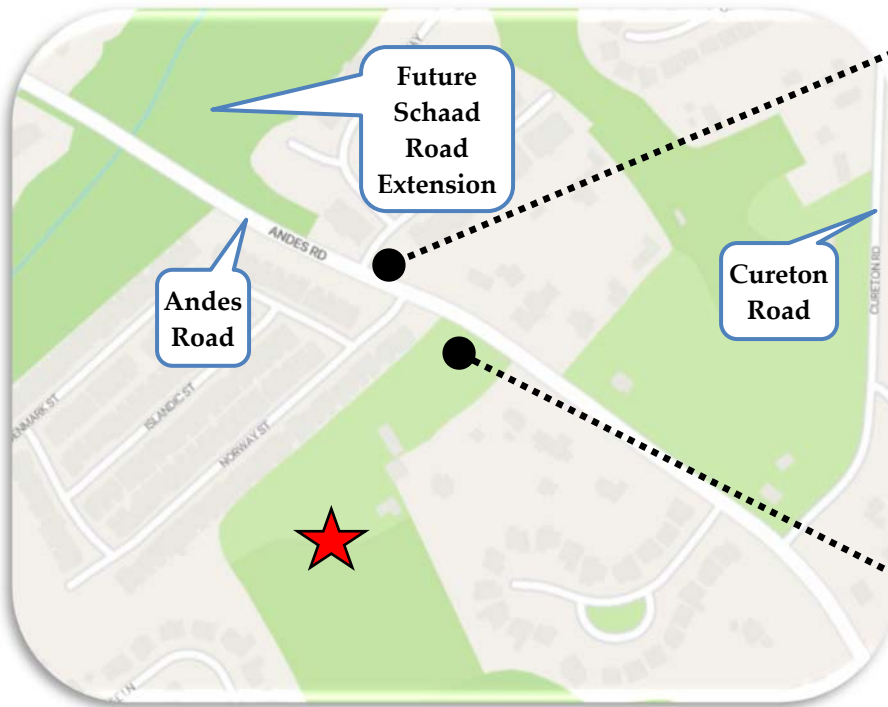 Future
Schaad
Road
Extension
ANDES RD
Andes
Road
Cureton
Road
CURETON RD
ISLANDIC ST
NORWAY ST